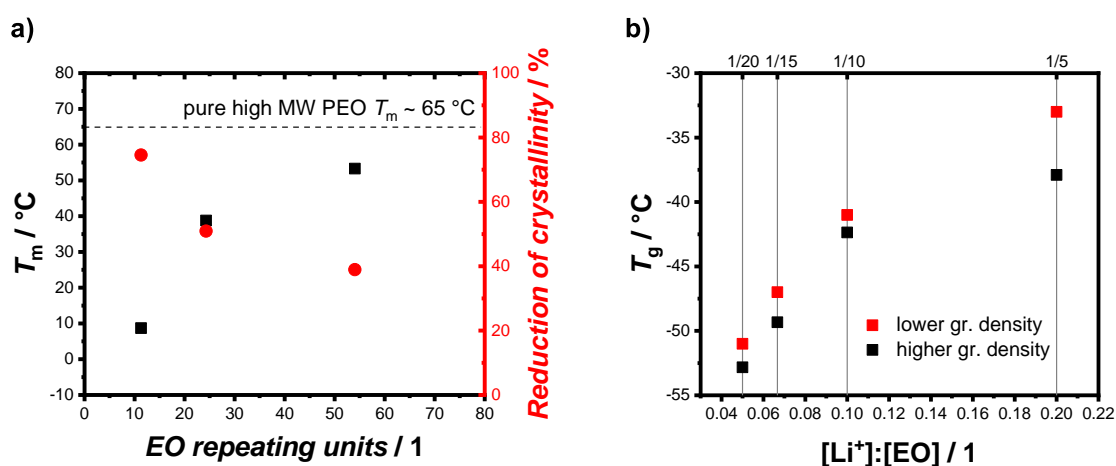 a)
80
70
60
50
40
30
20
10
0
-10
T_m / °C
pure high MW PEO T_m ~ 65 °C
100
80
60
40
20
0
Reduction of crystallinity / %
0 10 20 30 40 50 60 70 80
EO repeating units / 1
b)
1/20 1/15 1/10 1/5
-30
-35
-40
-45
-50
-55
T_g / °C
lower gr. density
higher gr. density
0.04 0.06 0.08 0.10 0.12 0.14 0.16 0.18 0.20 0.22
[Li⁺]:[EO] / 1